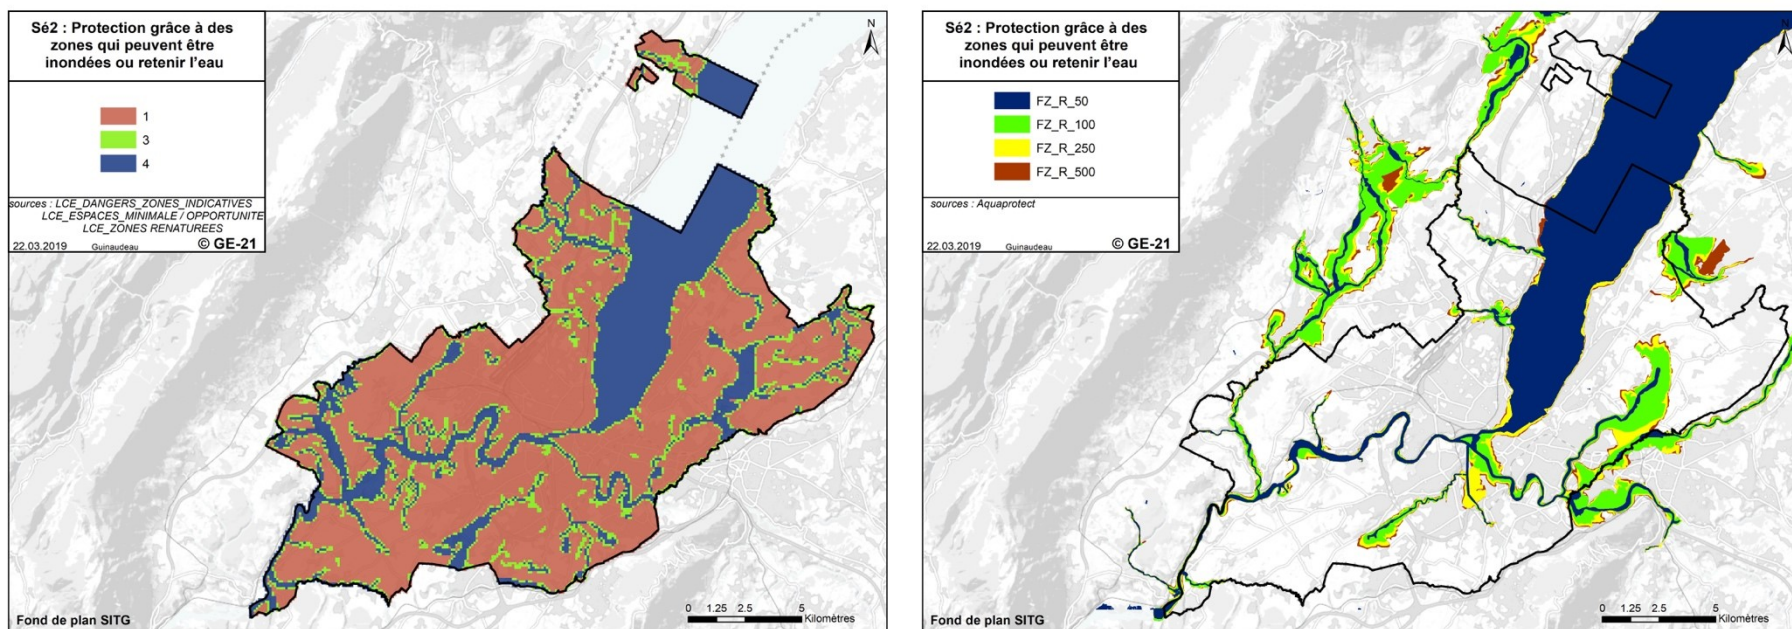 Sé2 : Protection grâce à des
zones qui peuvent être
inondées ou retenir l'eau
1
3
4
sources : LCE_DANGERS_ZONES_INDICATIVES
LCE_ESPACES_MINIMALE / OPPORTUNITE
LCE_ZONES RENATUREES
22.03.2019 Guinaudeau © GE-21
N
Fond de plan SITG
0 1.25 2.5 5
Kilomètres
Sé2 : Protection grâce à des
zones qui peuvent être
inondées ou retenir l'eau
FZ_R_50
FZ_R_100
FZ_R_250
FZ_R_500
sources : Aquaprotect
22.03.2019 Guinaudeau © GE-21
N
Fond de plan SITG
0 1.25 2.5 5
Kilomètres